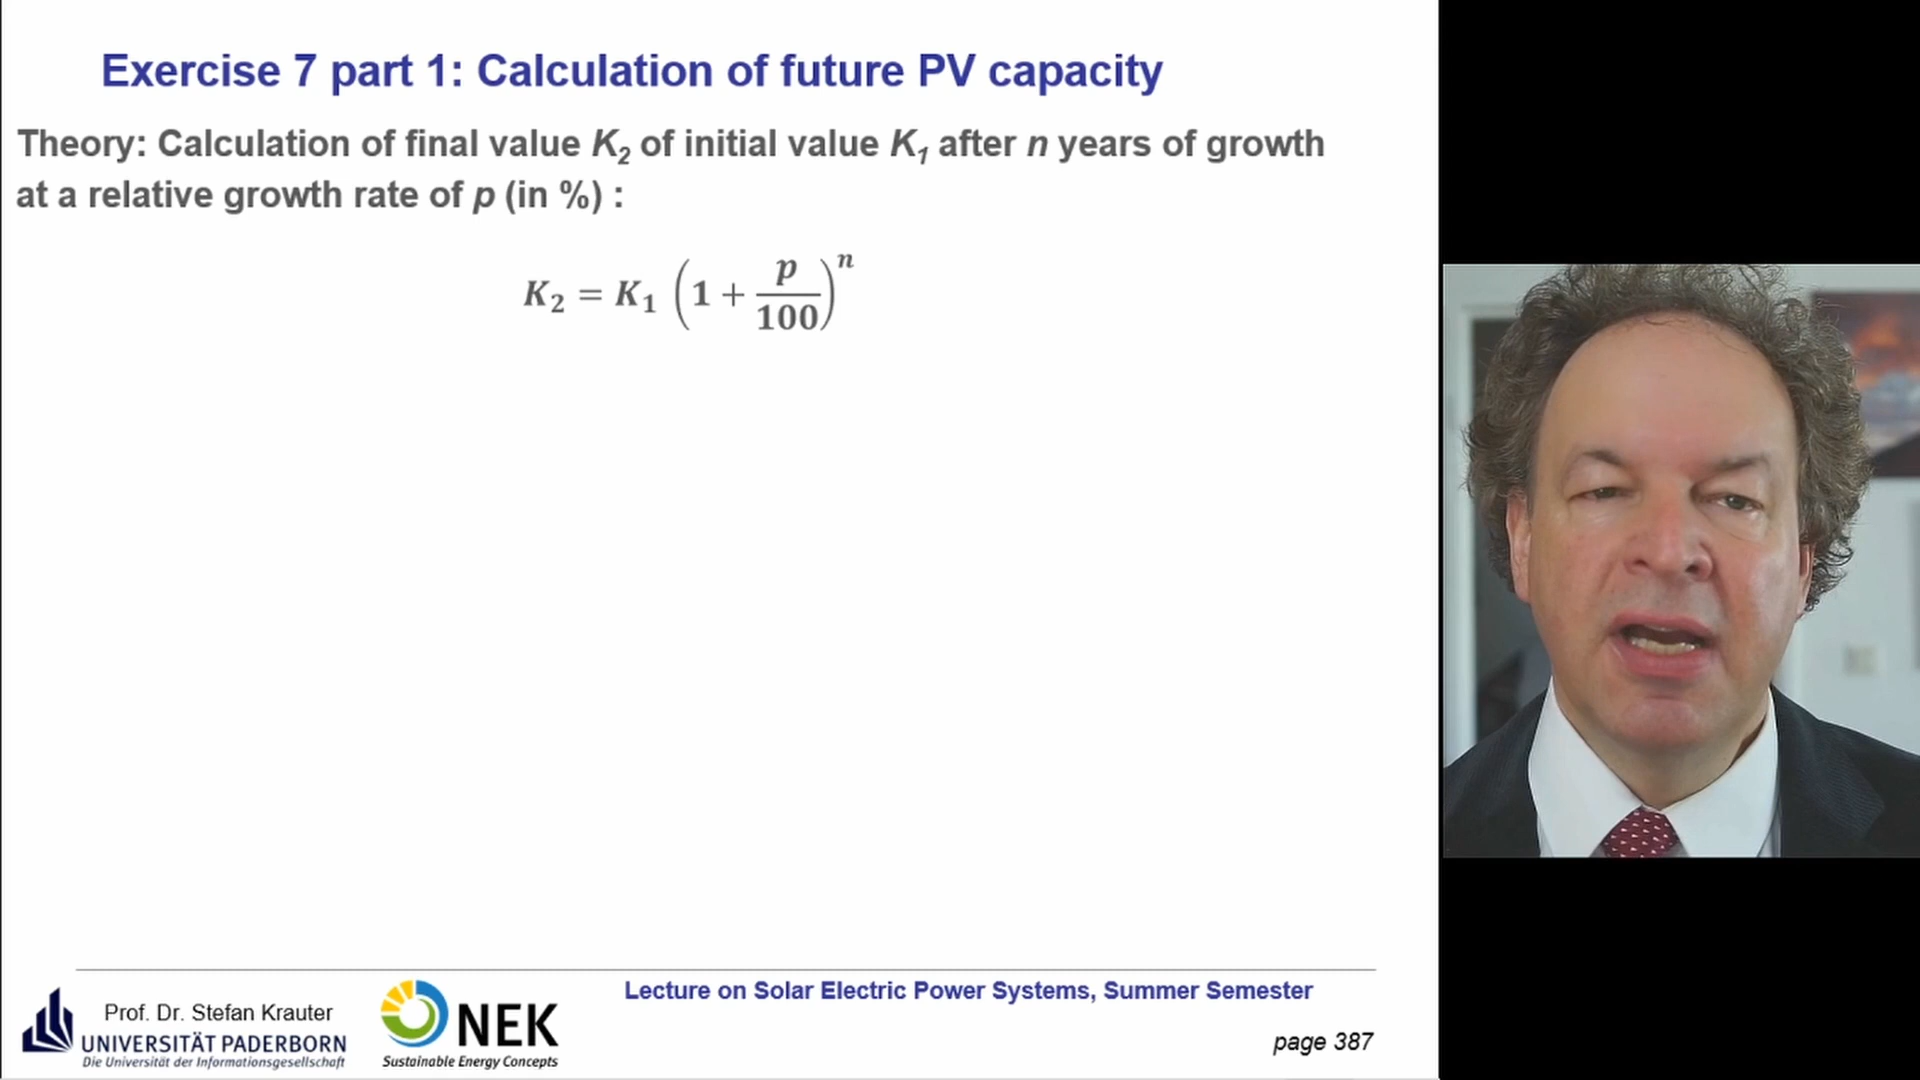 Exercise 7 part 1: Calculation of future PV capacity
Theory: Calculation of final value K₂ of initial value K₁ after n years of growth
at a relative growth rate of p (in %) :
K₂ = K₁ (1 + p/100)ⁿ
Lecture on Solar Electric Power Systems, Summer Semester
Prof. Dr. Stefan Krauter
UNIVERSITÄT PADERBORN
Die Universität der Informationsgesellschaft
NEK
Sustainable Energy Concepts
page 387